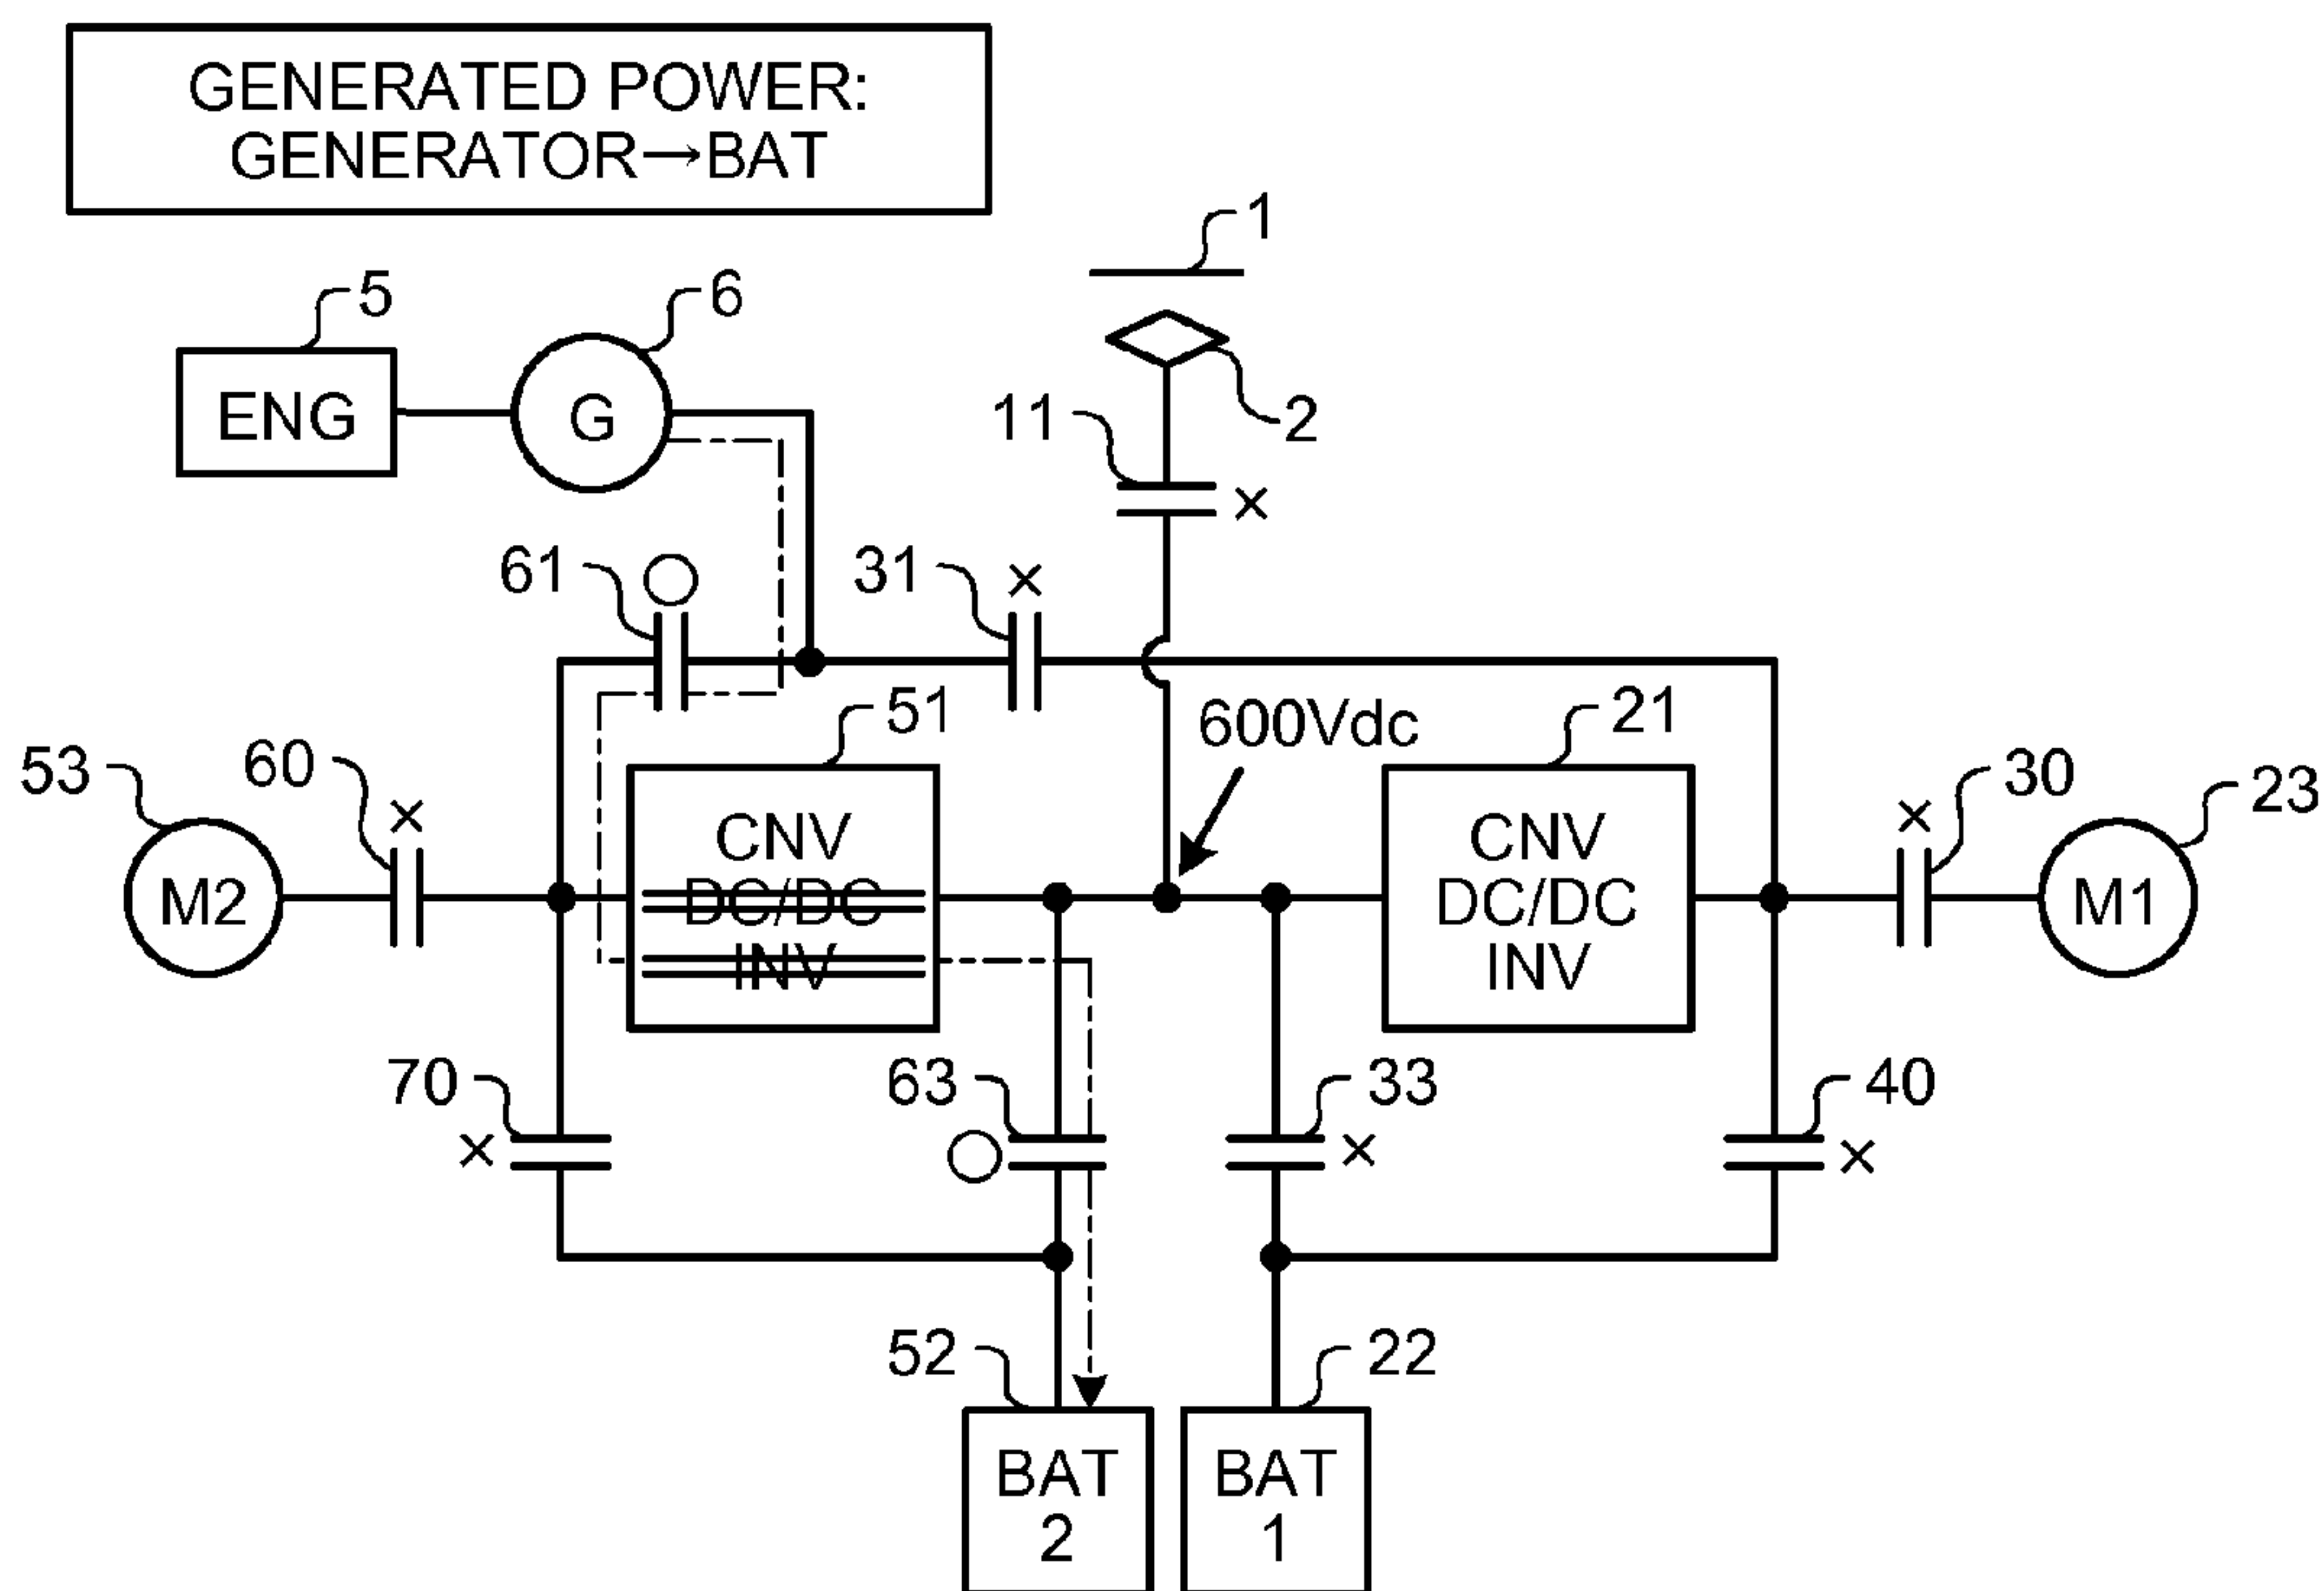 GENERATED POWER:
GENERATOR→BAT
1
5
6
ENG
G
11
2
61
○
31
×
×
51
600Vdc
21
53
60
×
30
×
23
M2
CNV
DC/DC
INV
CNV
DC/DC
INV
M1
70
×
63
○
33
×
40
×
52
22
BAT
2
BAT
1